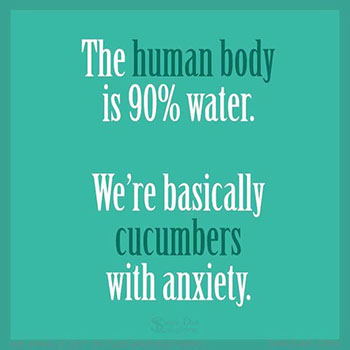 The human body
is 90% water.
We're basically
cucumbers
with anxiety.